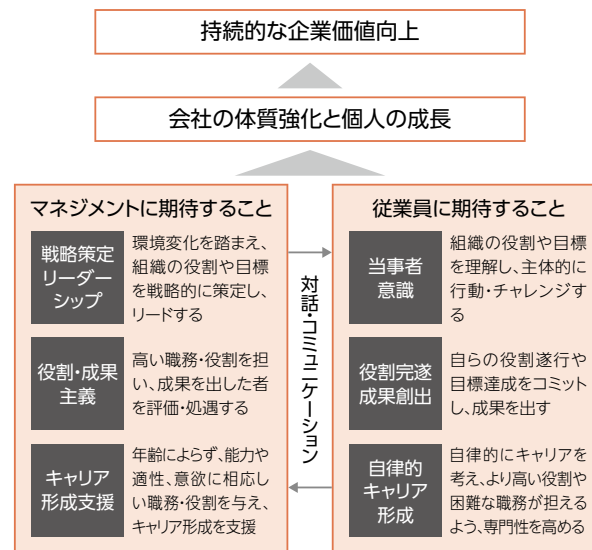 持続的な企業価値向上
会社の体質強化と個人の成長
マネジメントに期待すること
戦略策定
リーダー
シップ
環境変化を踏まえ、
組織の役割や目標
を戦略的に策定し、
リードする
役割・成果
主義
高い職務・役割を担
い、成果を出した者
を評価・処遇する
キャリア
形成支援
年齢によらず、能力や
適性、意欲に相応し
い職務・役割を与え、
キャリア形成を支援
対話・コミュニケーション
従業員に期待すること
当事者
意識
組織の役割や目標
を理解し、主体的に
行動・チャレンジす
る
役割完遂
成果創出
自らの役割遂行や
目標達成をコミット
し、成果を出す
自律的
キャリア
形成
自律的にキャリアを
考え、より高い役割や
困難な職務が担える
よう、専門性を高める